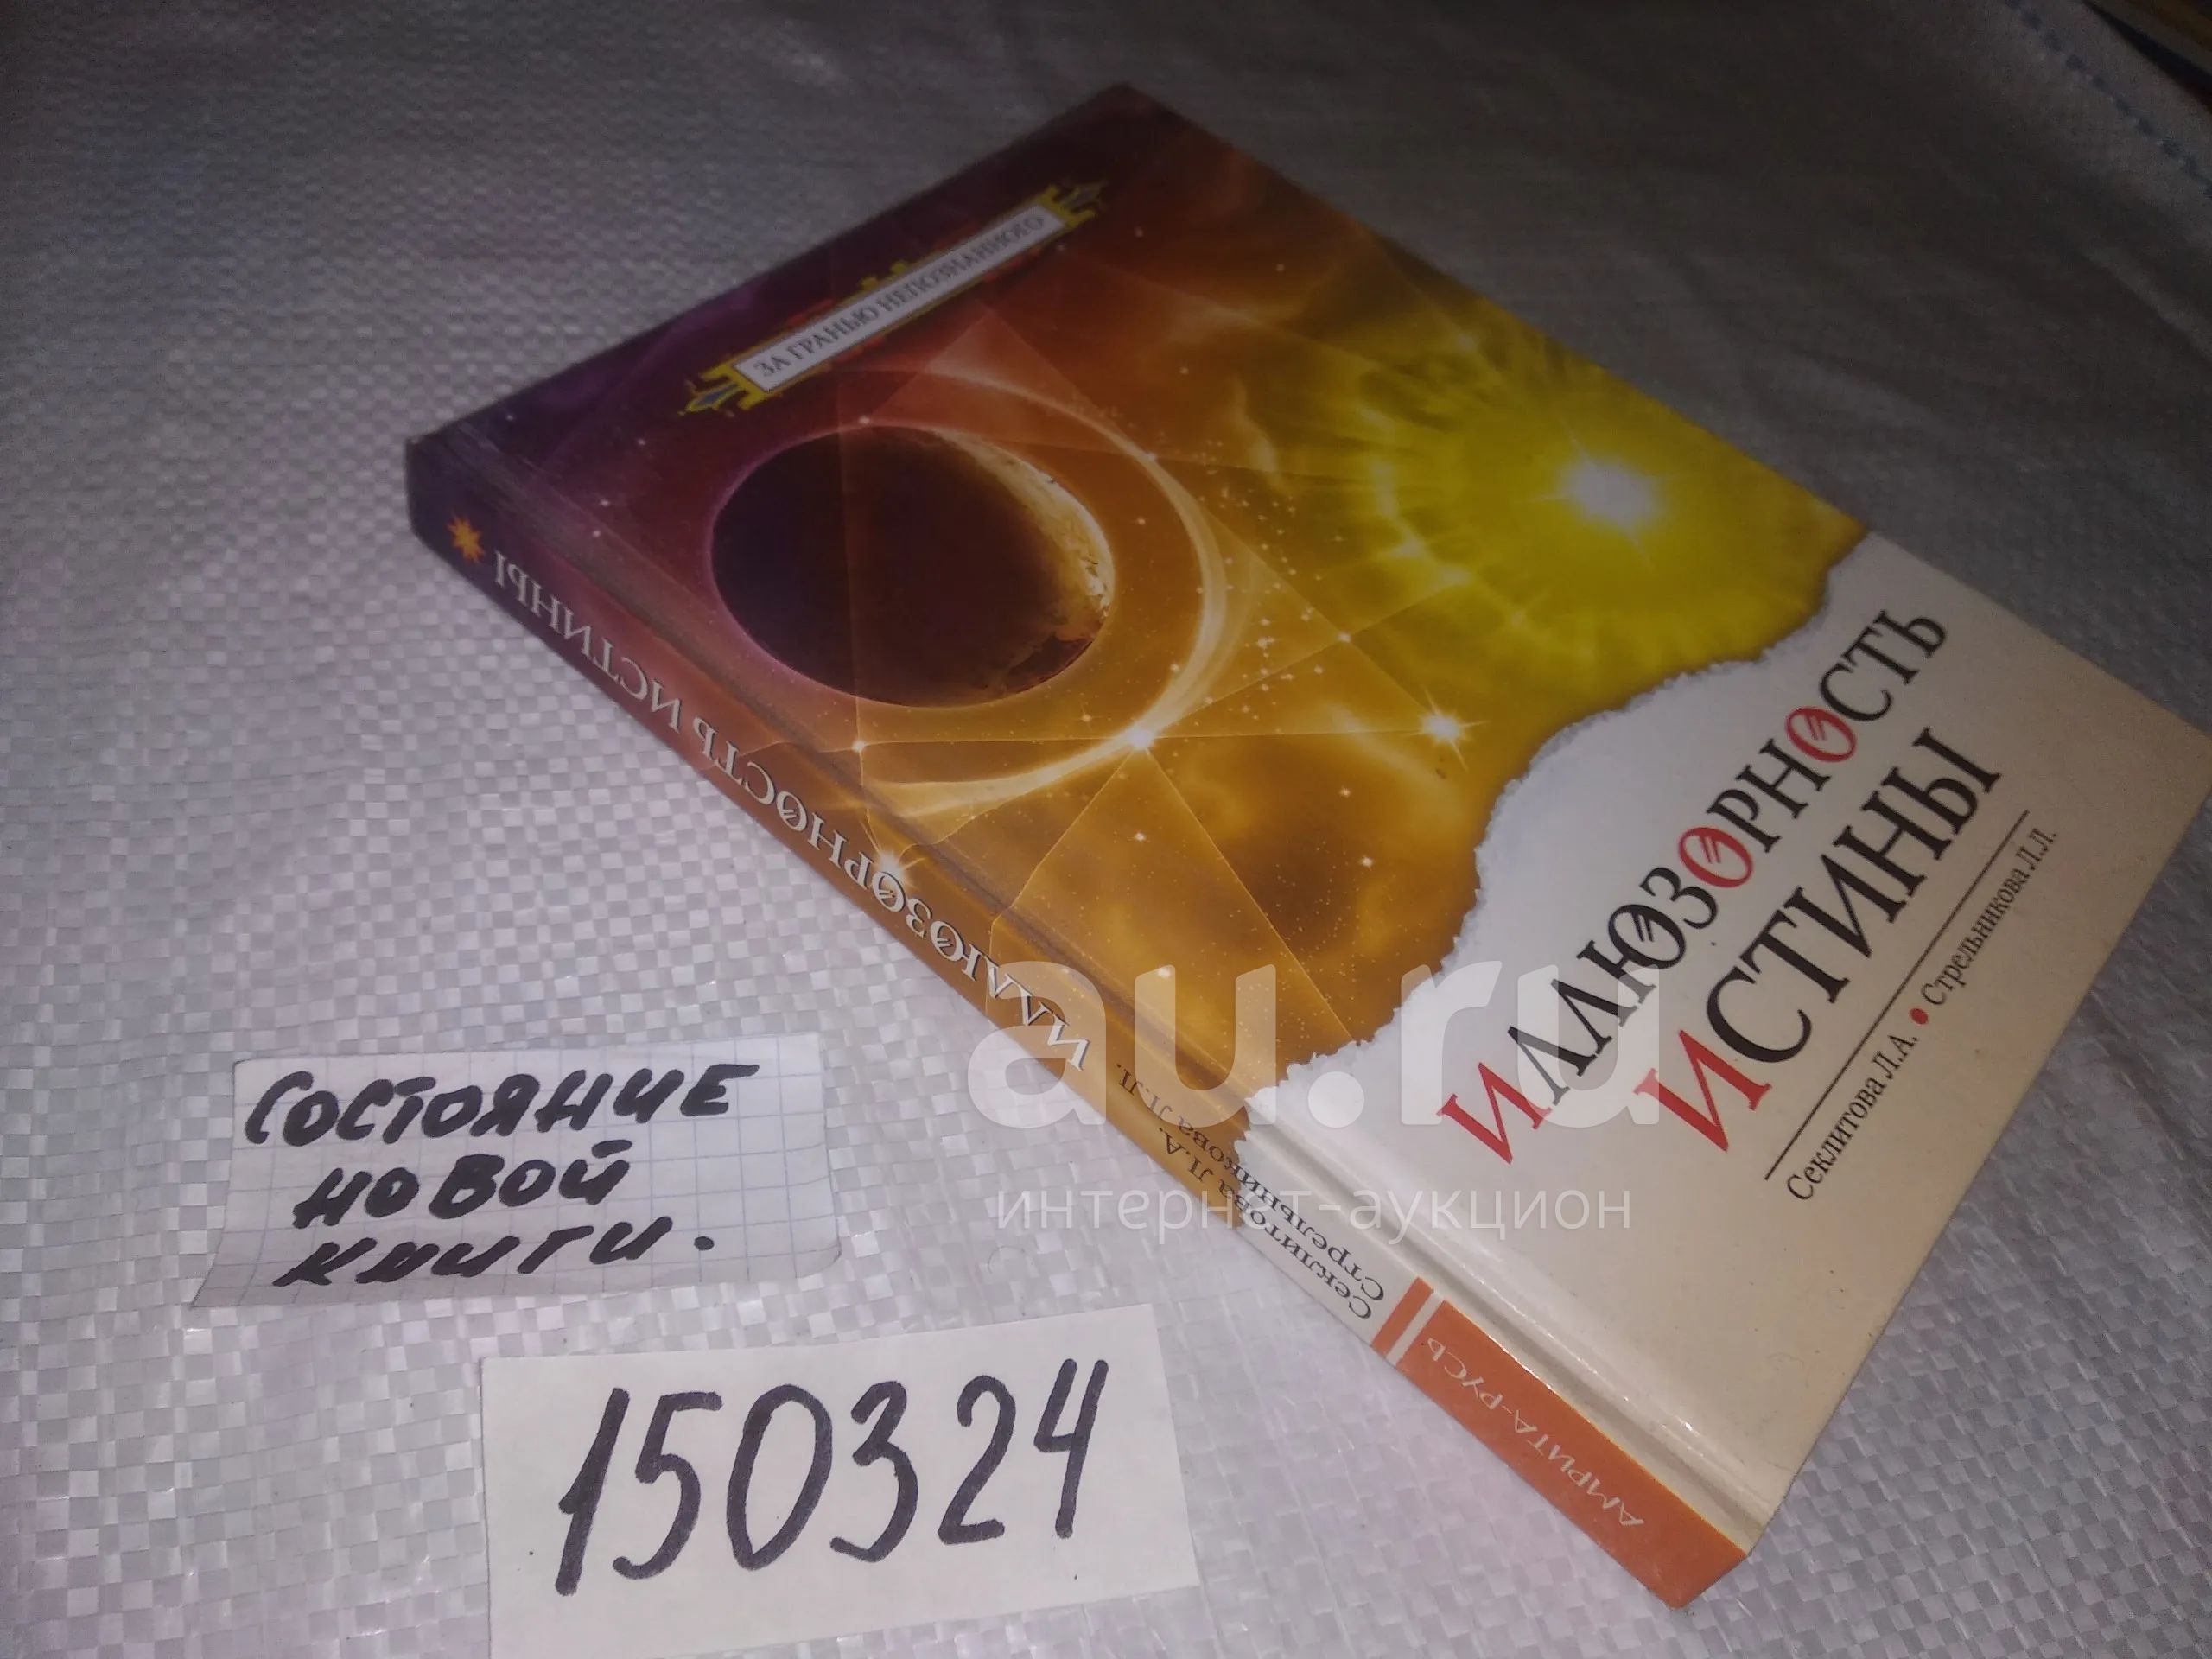 ЗА ГРАНЬЮ НЕПОЗНАННОГО
ИЛЛЮЗОРНОСТЬ
ИСТИНЫ
Секлитова Л.А. • Стрельникова Л.Л.
Секлитова Л.А.
Стрельникова Л.Л.
ИЛЛЮЗОРНОСТЬ ИСТИНЫ
АМРИТА-РУСЬ
au.ru
интернет-аукцион
СОСТОЯНИЕ
НОВОЙ
КНИГИ.
150324